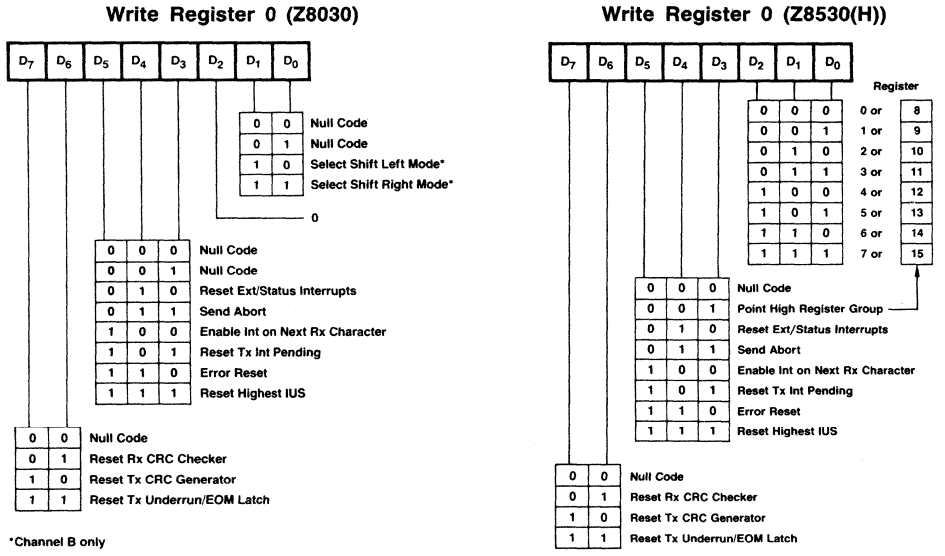 Write Register 0 (Z8030)
D7 D6 D5 D4 D3 D2 D1 D0
0 0 Null Code
0 1 Null Code
1 0 Select Shift Left Mode*
1 1 Select Shift Right Mode*
0
0 0 0 Null Code
0 0 1 Null Code
0 1 0 Reset Ext/Status Interrupts
0 1 1 Send Abort
1 0 0 Enable Int on Next Rx Character
1 0 1 Reset Tx Int Pending
1 1 0 Error Reset
1 1 1 Reset Highest IUS
0 0 Null Code
0 1 Reset Rx CRC Checker
1 0 Reset Tx CRC Generator
1 1 Reset Tx Underrun/EOM Latch
*Channel B only
Write Register 0 (Z8530(H))
D7 D6 D5 D4 D3 D2 D1 D0
Register
0 0 0 0 or 8
0 0 1 1 or 9
0 1 0 2 or 10
0 1 1 3 or 11
1 0 0 4 or 12
1 0 1 5 or 13
1 1 0 6 or 14
1 1 1 7 or 15
0 0 0 Null Code
0 0 1 Point High Register Group
0 1 0 Reset Ext/Status Interrupts
0 1 1 Send Abort
1 0 0 Enable Int on Next Rx Character
1 0 1 Reset Tx Int Pending
1 1 0 Error Reset
1 1 1 Reset Highest IUS
0 0 Null Code
0 1 Reset Rx CRC Checker
1 0 Reset Tx CRC Generator
1 1 Reset Tx Underrun/EOM Latch